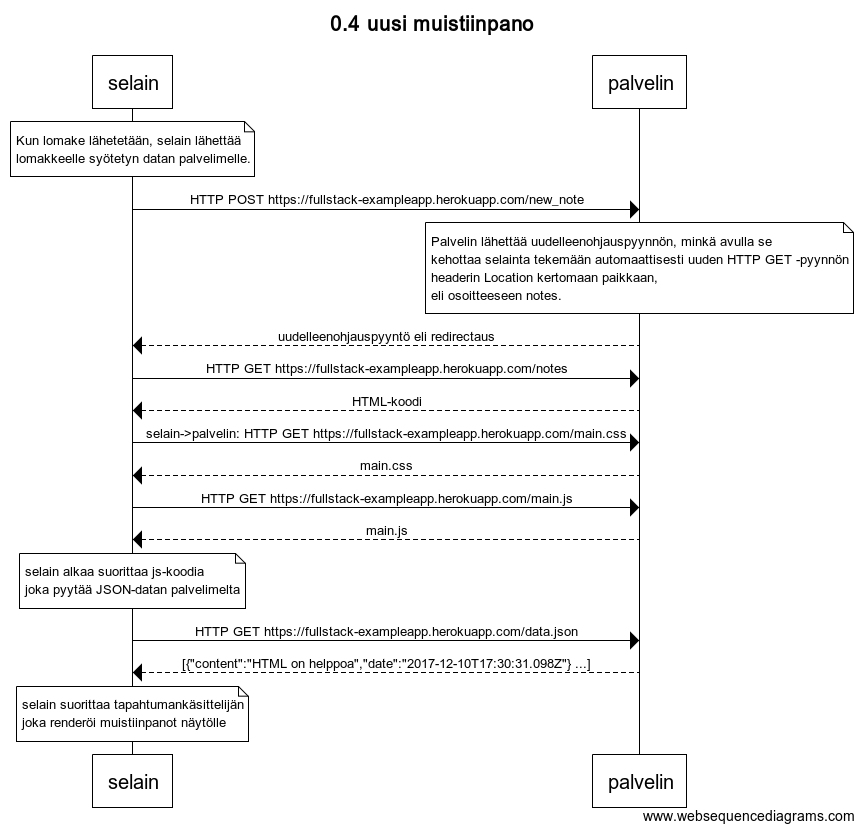 0.4 uusi muistiinpano
selain
palvelin
Kun lomake lähetetään, selain lähettää
lomakkeelle syötetyn datan palvelimelle.
HTTP POST https://fullstack-exampleapp.herokuapp.com/new_note
Palvelin lähettää uudelleenohjauspyynnön, minkä avulla se
kehottaa selainta tekemään automaattisesti uuden HTTP GET -pyynnön
headerin Location kertomaan paikkaan,
eli osoitteeseen notes.
uudelleenohjauspyyntö eli redirectaus
HTTP GET https://fullstack-exampleapp.herokuapp.com/notes
HTML-koodi
selain->palvelin: HTTP GET https://fullstack-exampleapp.herokuapp.com/main.css
main.css
HTTP GET https://fullstack-exampleapp.herokuapp.com/main.js
main.js
selain alkaa suorittaa js-koodia
joka pyytää JSON-datan palvelimelta
HTTP GET https://fullstack-exampleapp.herokuapp.com/data.json
[{"content":"HTML on helppoa","date":"2017-12-10T17:30:31.098Z"} ...]
selain suorittaa tapahtumankäsittelijän
joka renderöi muistiinpanot näytölle
selain
palvelin
www.websequencediagrams.com